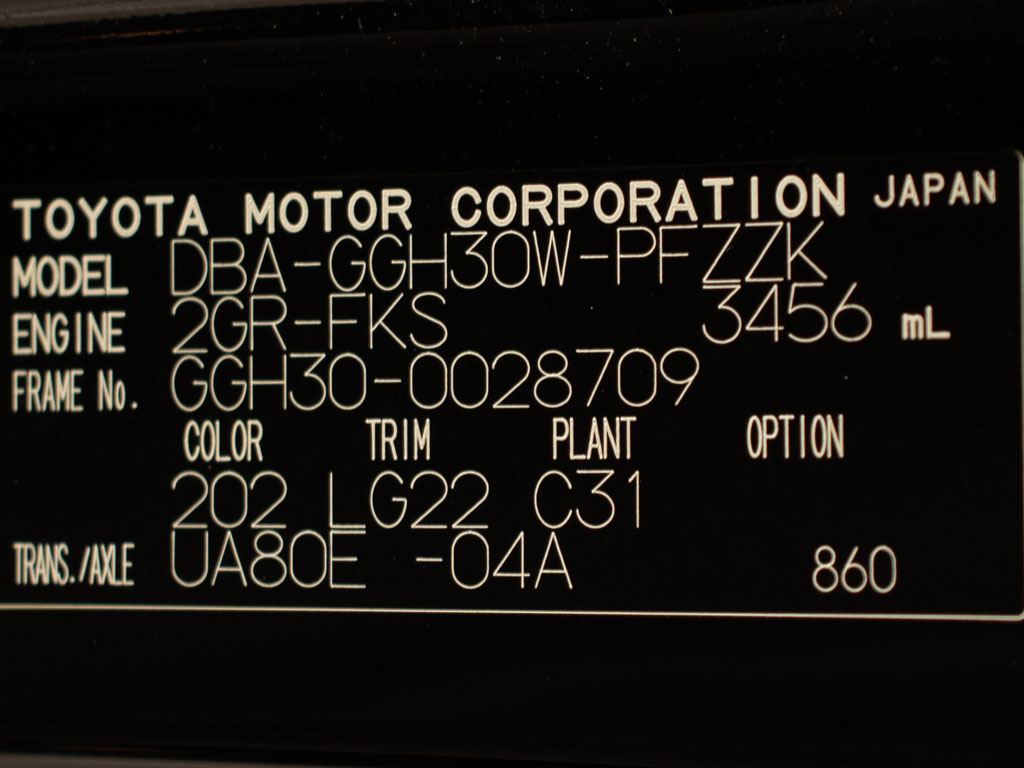 TOYOTA MOTOR CORPORATION JAPAN
MODEL DBA-GGH30W-PFZZK
ENGINE 2GR-FKS 3456 mL
FRAME No. GGH30-0028709
COLOR TRIM PLANT OPTION
202 LG22 C31
TRANS./AXLE UA80E -04A 860